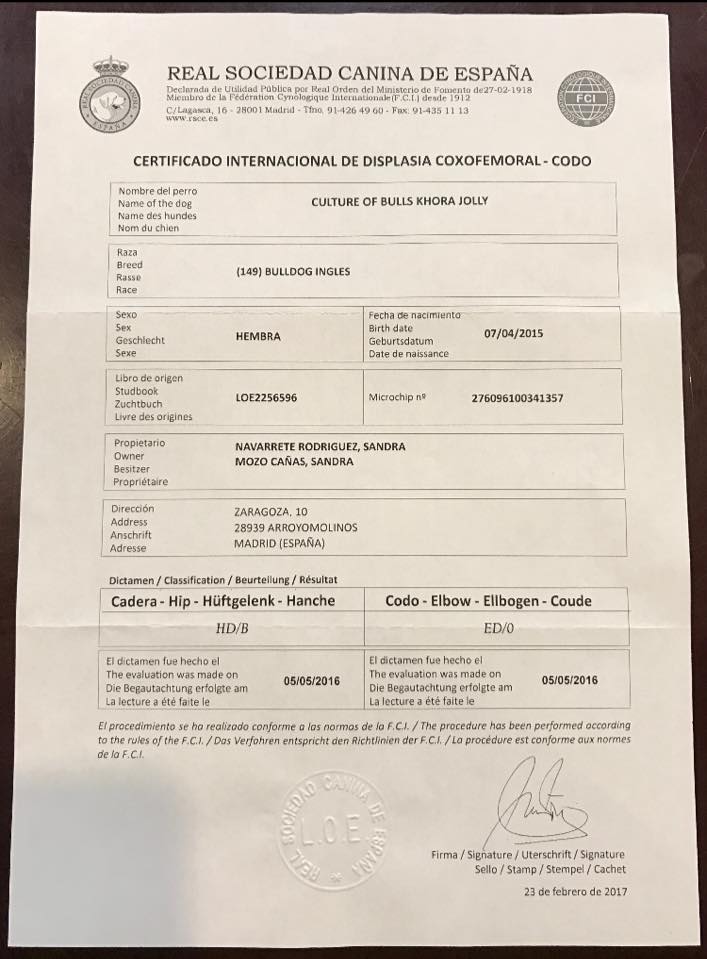 REAL SOCIEDAD CANINA DE ESPAÑA
Declarada de Utilidad Pública por Real Orden del Ministerio de Fomento de27-02-1918
Miembro de la Fédération Cynologique Internationale(F.C.I.) desde 1912
C/Lagasca, 16 - 28001 Madrid - Tfno. 91-426 49 60 - Fax: 91-435 11 13
www.rsce.es
REAL SOCIEDAD CANINA
ESPAÑA
FCI
CERTIFICADO INTERNACIONAL DE DISPLASIA COXOFEMORAL - CODO
Nombre del perro
Name of the dog
Name des hundes
Nom du chien
CULTURE OF BULLS KHORA JOLLY
Raza
Breed
Rasse
Race
(149) BULLDOG INGLES
Sexo
Sex
Geschlecht
Sexe
HEMBRA
Fecha de nacimiento
Birth date
Geburtsdatum
Date de naissance
07/04/2015
Libro de origen
Studbook
Zuchtbuch
Livre des origines
LOE2256596
Microchip nº
276096100341357
Propietario
Owner
Besitzer
Propriétaire
NAVARRETE RODRIGUEZ, SANDRA
MOZO CAÑAS, SANDRA
Dirección
Address
Anschrift
Adresse
ZARAGOZA, 10
28939 ARROYOMOLINOS
MADRID (ESPAÑA)
Dictamen / Classification / Beurteilung / Résultat
Cadera - Hip - Hüftgelenk - Hanche
Codo - Elbow - Ellbogen - Coude
HD/B
ED/0
El dictamen fue hecho el
The evaluation was made on
Die Begautachtung erfolgte am
La lecture a été faite le
05/05/2016
El dictamen fue hecho el
The evaluation was made on
Die Begautachtung erfolgte am
La lecture a été faite le
05/05/2016
El procedimiento se ha realizado conforme a las normas de la F.C.I. / The procedure has been performed according
to the rules of the F.C.I. / Das Verfohren entspricht den Richtlinien der F.C.I. / La procédure est conforme aux normes
de la F.C.I.
REAL SOCIEDAD CANINA DE ESPAÑA
L.O.E.
Firma / Signature / Uterschrift / Signature
Sello / Stamp / Stempel / Cachet
23 de febrero de 2017